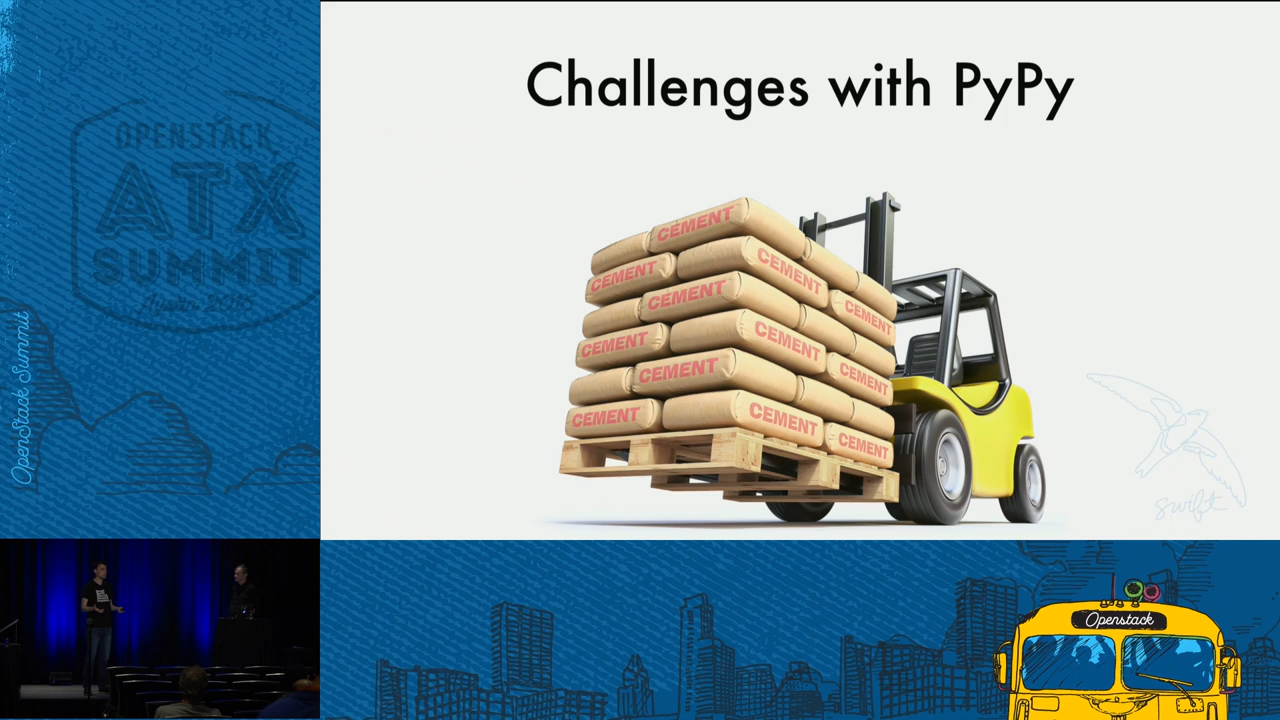 Challenges with PyPy
OPENSTACK
ATX
SUMMIT
OpenStack Summit
CEMENT
CEMENT
CEMENT
CEMENT
CEMENT
CEMENT
CEMENT
CEMENT
CEMENT
CEMENT
CEMENT
CEMENT
swift
Openstack